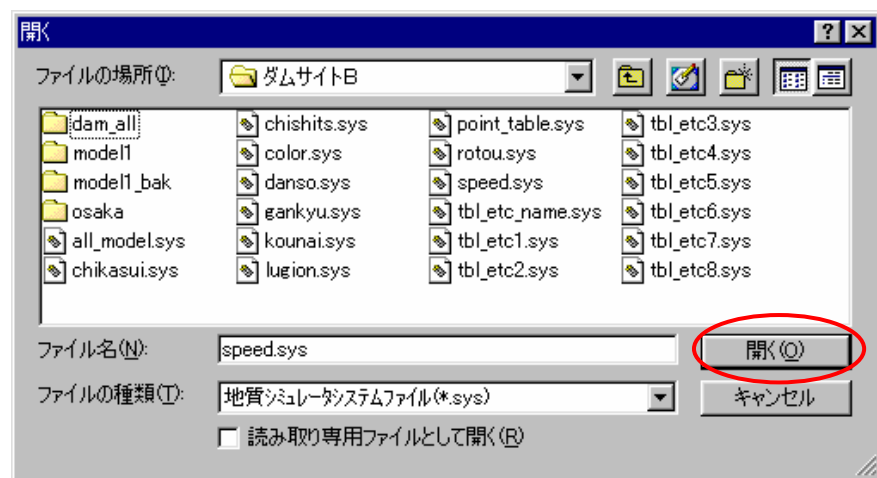 開く
ファイルの場所(I):
ダムサイトB
dam_all
model1
model1_bak
osaka
all_model.sys
chikasui.sys
chishits.sys
color.sys
danso.sys
gankyu.sys
kounai.sys
lugion.sys
point_table.sys
rotou.sys
speed.sys
tbl_etc_name.sys
tbl_etc1.sys
tbl_etc2.sys
tbl_etc3.sys
tbl_etc4.sys
tbl_etc5.sys
tbl_etc6.sys
tbl_etc7.sys
tbl_etc8.sys
ファイル名(N):
speed.sys
開く(O)
ファイルの種類(T):
地質シミュレータシステムファイル(*.sys)
キャンセル
読み取り専用ファイルとして開く(R)